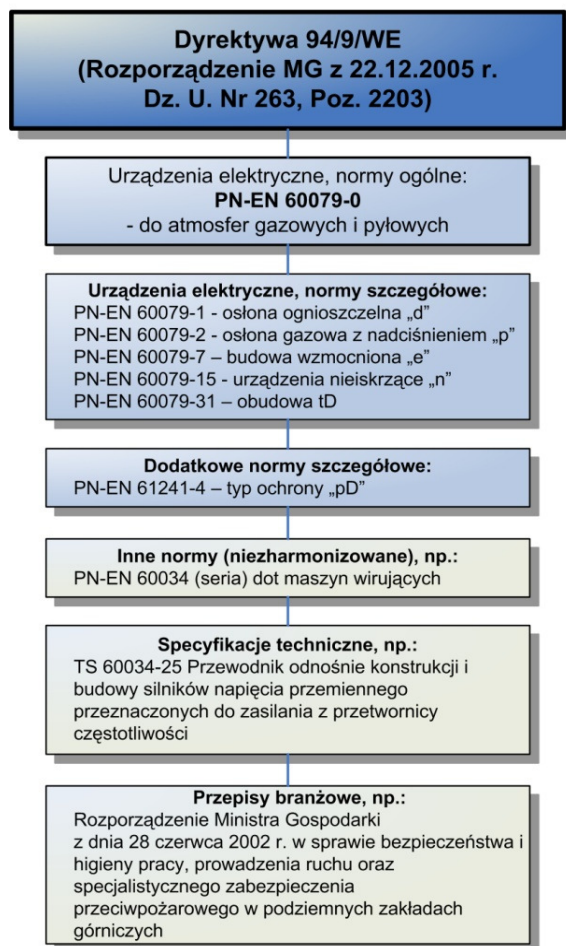 Dyrektywa 94/9/WE
(Rozporządzenie MG z 22.12.2005 r.
Dz. U. Nr 263, Poz. 2203)
Urządzenia elektryczne, normy ogólne:
PN-EN 60079-0
- do atmosfer gazowych i pyłowych
Urządzenia elektryczne, normy szczegółowe:
PN-EN 60079-1 - osłona ognioszczelna „d”
PN-EN 60079-2 - osłona gazowa z nadciśnieniem „p”
PN-EN 60079-7 – budowa wzmocniona „e”
PN-EN 60079-15 - urządzenia nieiskrzące „n”
PN-EN 60079-31 – obudowa tD
Dodatkowe normy szczegółowe:
PN-EN 61241-4 – typ ochrony „pD”
Inne normy (niezharmonizowane), np.:
PN-EN 60034 (seria) dot maszyn wirujących
Specyfikacje techniczne, np.:
TS 60034-25 Przewodnik odnośnie konstrukcji i
budowy silników napięcia przemiennego
przeznaczonych do zasilania z przetwornicy
częstotliwości
Przepisy branżowe, np.:
Rozporządzenie Ministra Gospodarki
z dnia 28 czerwca 2002 r. w sprawie bezpieczeństwa i
higieny pracy, prowadzenia ruchu oraz
specjalistycznego zabezpieczenia
przeciwpożarowego w podziemnych zakładach
górniczych